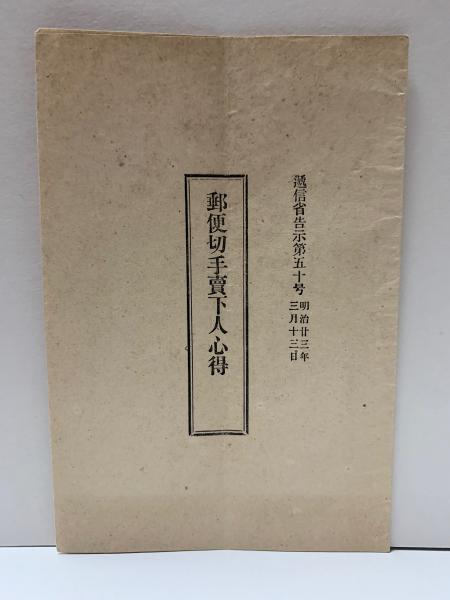 遞信省告示第五十号
明治廿三年
三月十三日
郵便切手賣下人心得